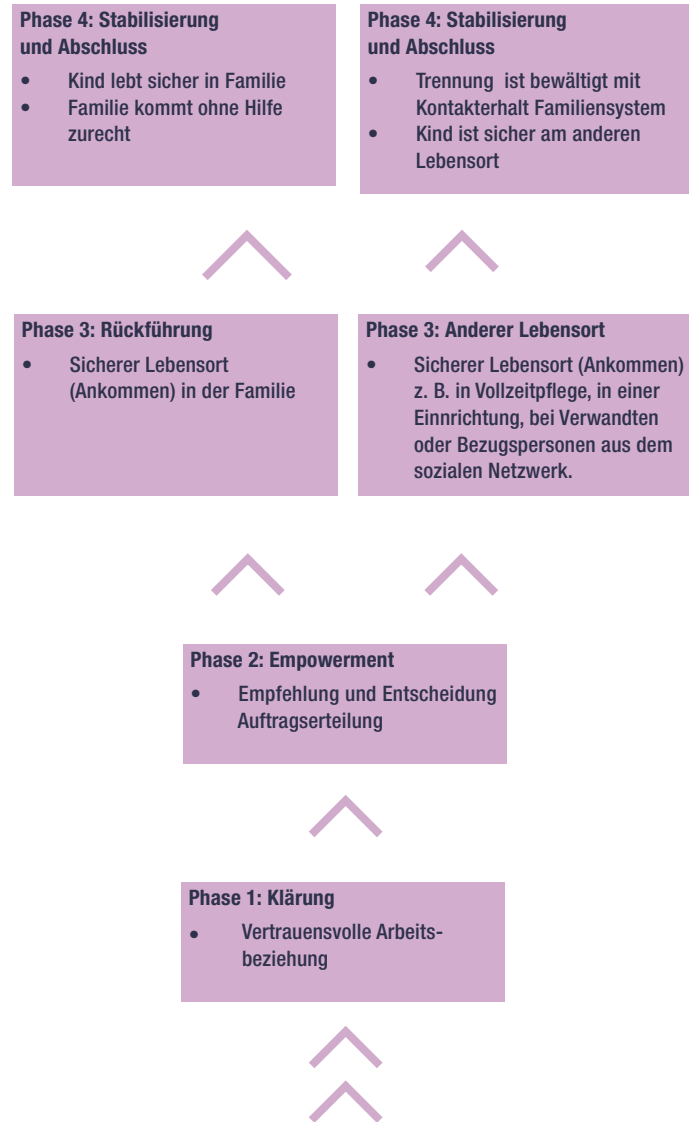 Phase 4: Stabilisierung
und Abschluss
• Kind lebt sicher in Familie
• Familie kommt ohne Hilfe
zurecht
Phase 4: Stabilisierung
und Abschluss
• Trennung ist bewältigt mit
Kontakterhalt Familiensystem
• Kind ist sicher am anderen
Lebensort
Phase 3: Rückführung
• Sicherer Lebensort
(Ankommen) in der Familie
Phase 3: Anderer Lebensort
• Sicherer Lebensort (Ankommen)
z. B. in Vollzeitpflege, in einer
Einnrichtung, bei Verwandten
oder Bezugspersonen aus dem
sozialen Netzwerk.
Phase 2: Empowerment
• Empfehlung und Entscheidung
Auftragserteilung
Phase 1: Klärung
• Vertrauensvolle Arbeits-
beziehung